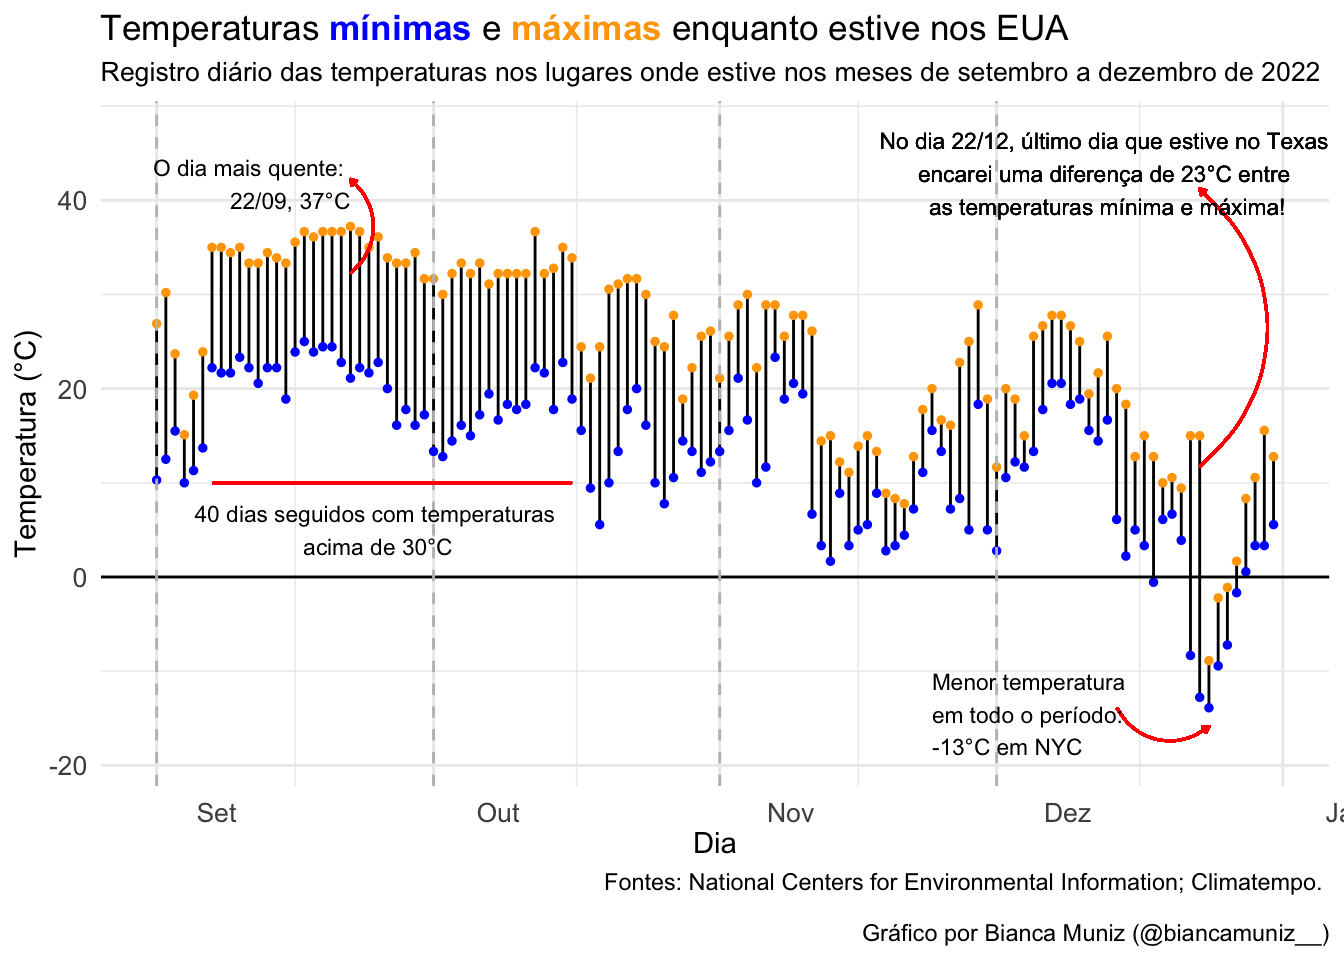 Temperaturas mínimas e máximas enquanto estive nos EUA
Registro diário das temperaturas nos lugares onde estive nos meses de setembro a dezembro de 2022
No dia 22/12, último dia que estive no Texas
encarei uma diferença de 23°C entre
as temperaturas mínima e máxima!
O dia mais quente:
22/09, 37°C
40
20
0
-20
Temperatura (°C)
40 dias seguidos com temperaturas
acima de 30°C
Menor temperatura
em todo o período:
-13°C em NYC
Set Out Nov Dez Ja
Dia
Fontes: National Centers for Environmental Information; Climatempo.
Gráfico por Bianca Muniz (@biancamuniz__)